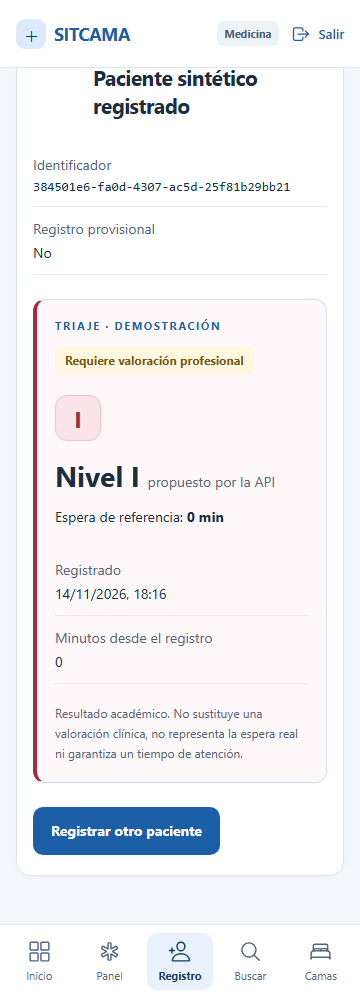 SITCAMA
Medicina
Salir
Paciente sintético
registrado
Identificador
384501e6-fa0d-4307-ac5d-25f81b29bb21
Registro provisional
No
TRIAJE · DEMOSTRACIÓN
Requiere valoración profesional
I
Nivel I propuesto por la API
Espera de referencia: 0 min
Registrado
14/11/2026, 18:16
Minutos desde el registro
0
Resultado académico. No sustituye una
valoración clínica, no representa la espera real
ni garantiza un tiempo de atención.
Registrar otro paciente
Inicio
Panel
Registro
Buscar
Camas